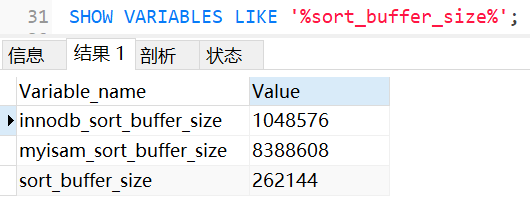 31 SHOW VARIABLES LIKE '%sort_buffer_size%';
信息 结果 1 剖析 状态
Variable_name Value
innodb_sort_buffer_size 1048576
myisam_sort_buffer_size 8388608
sort_buffer_size 262144